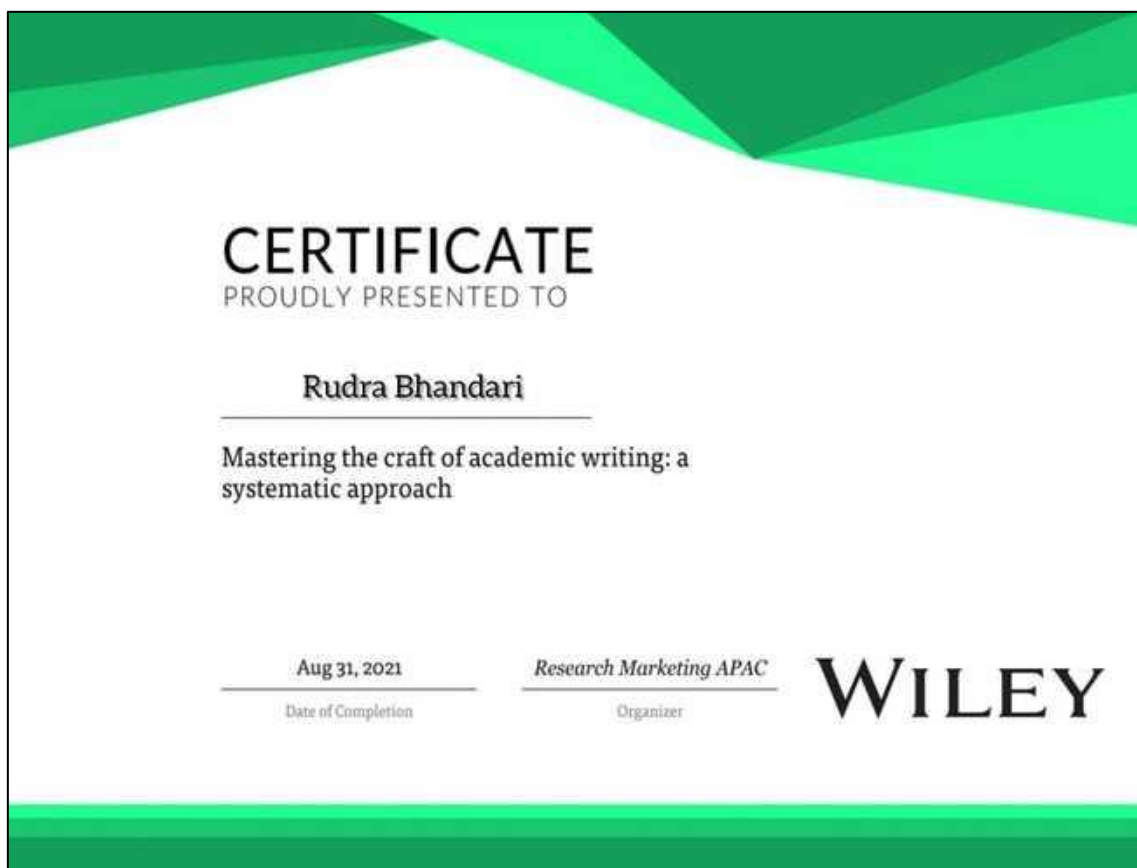 CERTIFICATE
PROUDLY PRESENTED TO
Rudra Bhandari
Mastering the craft of academic writing: a
systematic approach
Aug 31, 2021
Date of Completion
Research Marketing APAC
Organizer
WILEY